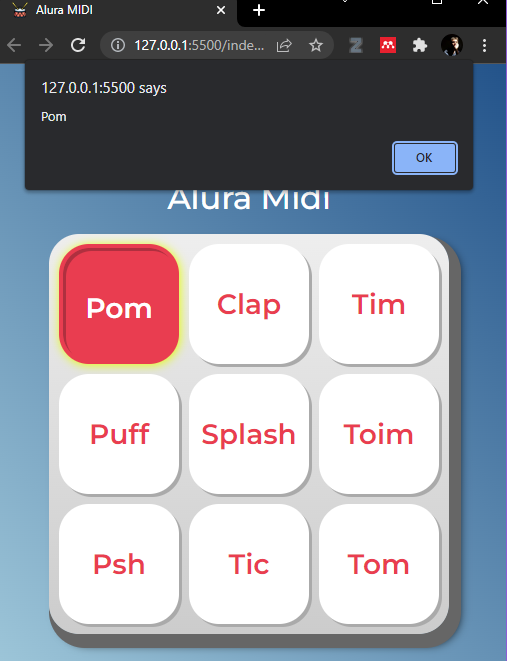 Alura MIDI
127.0.0.1:5500/inde...
127.0.0.1:5500 says
Pom
OK
Alura Midi
Pom Clap Tim
Puff Splash Toim
Psh Tic Tom